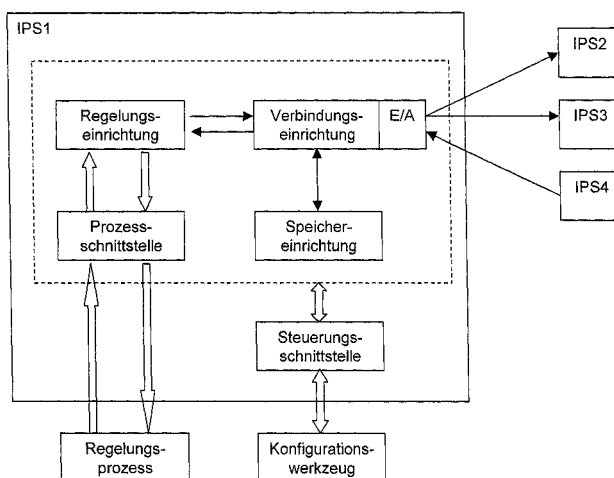 IPS1
IPS2
Regelungs-
einrichtung
Verbindungs-
einrichtung
E/A
IPS3
IPS4
Prozess-
schnittstelle
Speicher-
einrichtung
Steuerungs-
schnittstelle
Regelungs-
prozess
Konfigurations-
werkzeug